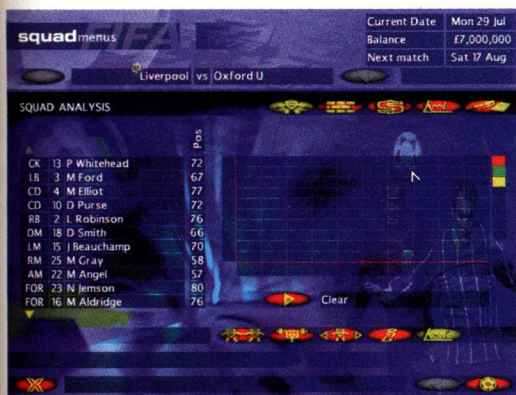 squad menus FIFA
Current Date Mon 29 Jul
Balance £7,000,000
Next match Sat 17 Aug
Liverpool vs Oxford U
SQUAD ANALYSIS
Pos
CK 13 P Whitehead 72
LB 3 M Ford 67
CD 4 M Elliot 77
CD 10 D Purse 72
RB 2 L Robinson 76
DM 18 D Smith 66
LM 15 J Beauchamp 70
RM 25 M Gray 58
AM 22 M Angel 57
FOR 23 N Jemson 80
FOR 16 M Aldridge 76
Clear